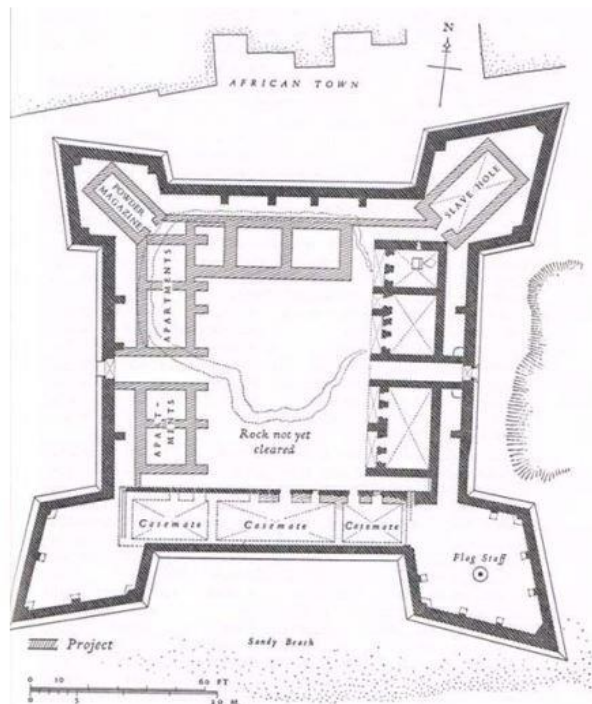 N
AFRICAN TOWN
POWDER
MAGAZINE
SLAVE HOLE
APARTMENTS
APART-
MENTS
Rock not yet
cleared
Casemate
Casemate
Casemate
Flag Staff
Project
Sandy Beach
0 10 60 FT
0 5 20 M